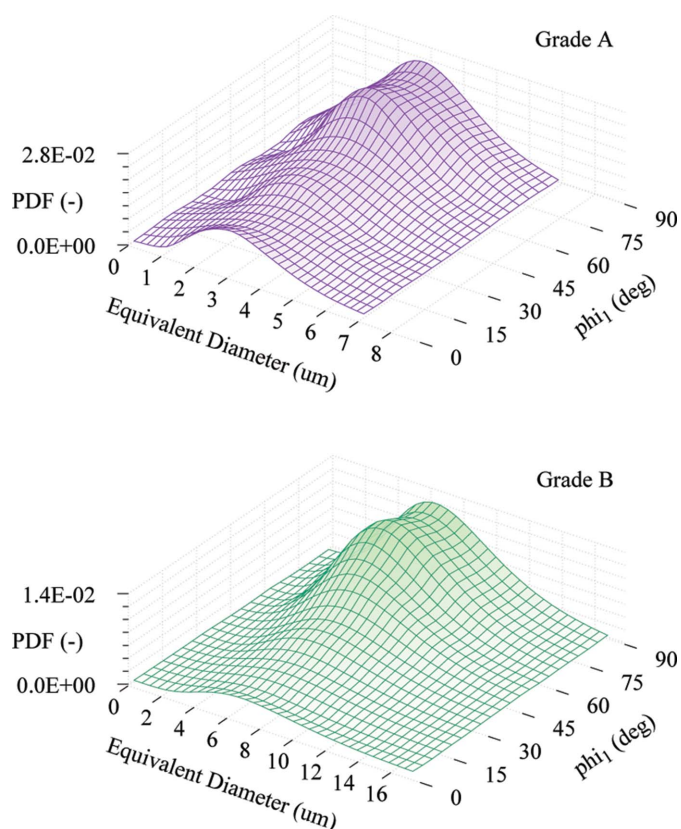 Grade A
2.8E-02
PDF (-)
0.0E+00
0
1
2
3
4
5
6
7
8
Equivalent Diameter (um)
0
15
30
45
60
75
90
phi₁ (deg)
Grade B
1.4E-02
PDF (-)
0.0E+00
0
2
4
6
8
10
12
14
16
Equivalent Diameter (um)
0
15
30
45
60
75
90
phi₁ (deg)